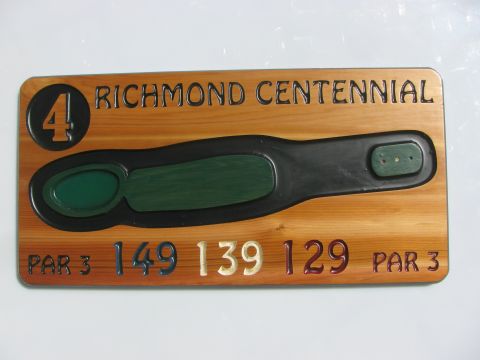 4 RICHMOND CENTENNIAL
PAR 3 149 139 129 PAR 3